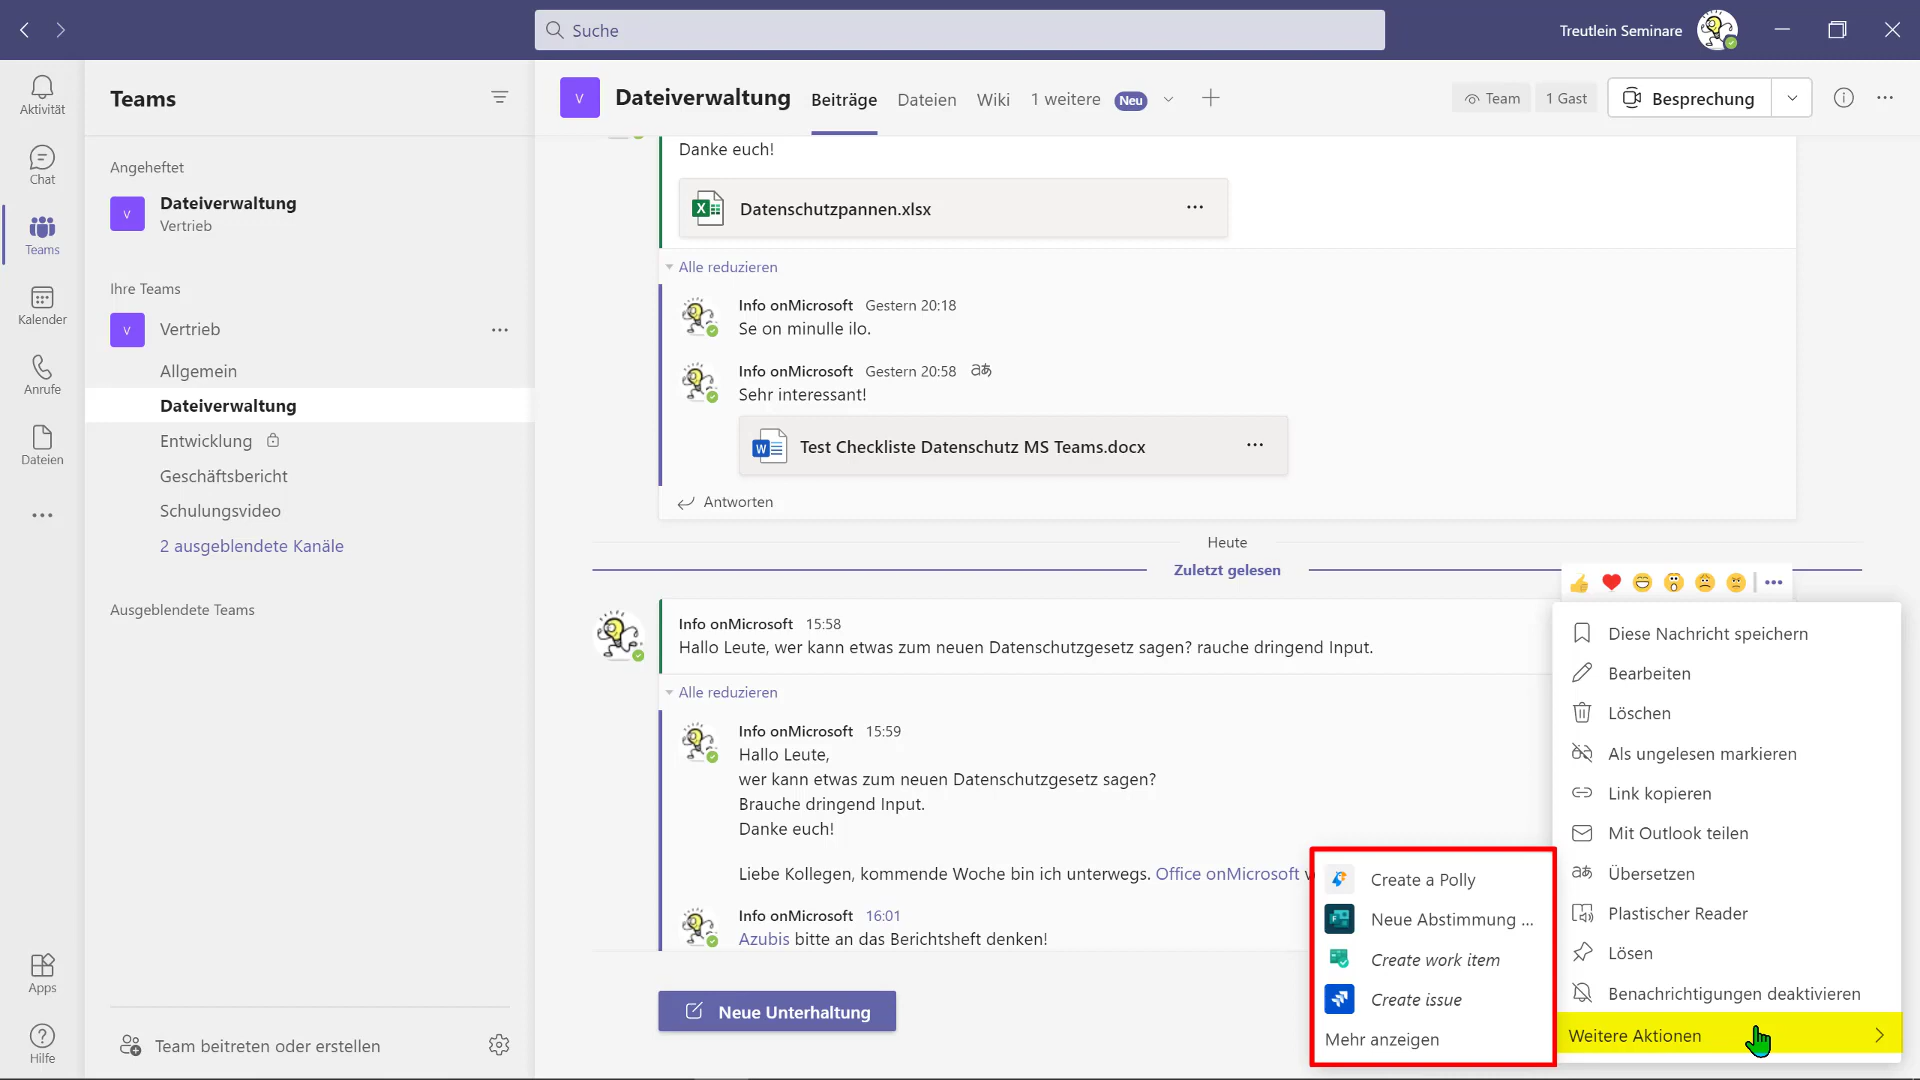 Suche
Treutlein Seminare
Aktivität
Chat
Teams
Kalender
Anrufe
Dateien
Apps
Hilfe
Teams
Angeheftet
V
Dateiverwaltung
Vertrieb
Ihre Teams
V
Vertrieb
Allgemein
Dateiverwaltung
Entwicklung
Geschäftsbericht
Schulungsvideo
2 ausgeblendete Kanäle
Ausgeblendete Teams
Team beitreten oder erstellen
V
Dateiverwaltung Beiträge Dateien Wiki 1 weitere Neu
Team 1 Gast Besprechung
Danke euch!
Datenschutzpannen.xlsx
Alle reduzieren
Info onMicrosoft Gestern 20:18
Se on minulle ilo.
Info onMicrosoft Gestern 20:58
Sehr interessant!
Test Checkliste Datenschutz MS Teams.docx
Antworten
Heute
Zuletzt gelesen
Info onMicrosoft 15:58
Hallo Leute, wer kann etwas zum neuen Datenschutzgesetz sagen? rauche dringend Input.
Alle reduzieren
Info onMicrosoft 15:59
Hallo Leute,
wer kann etwas zum neuen Datenschutzgesetz sagen?
Brauche dringend Input.
Danke euch!
Liebe Kollegen, kommende Woche bin ich unterwegs. Office onMicrosoft
Info onMicrosoft 16:01
Azubis bitte an das Berichtsheft denken!
Neue Unterhaltung
Diese Nachricht speichern
Bearbeiten
Löschen
Als ungelesen markieren
Link kopieren
Mit Outlook teilen
Übersetzen
Plastischer Reader
Lösen
Benachrichtigungen deaktivieren
Weitere Aktionen
Create a Polly
Neue Abstimmung ...
Create work item
Create issue
Mehr anzeigen